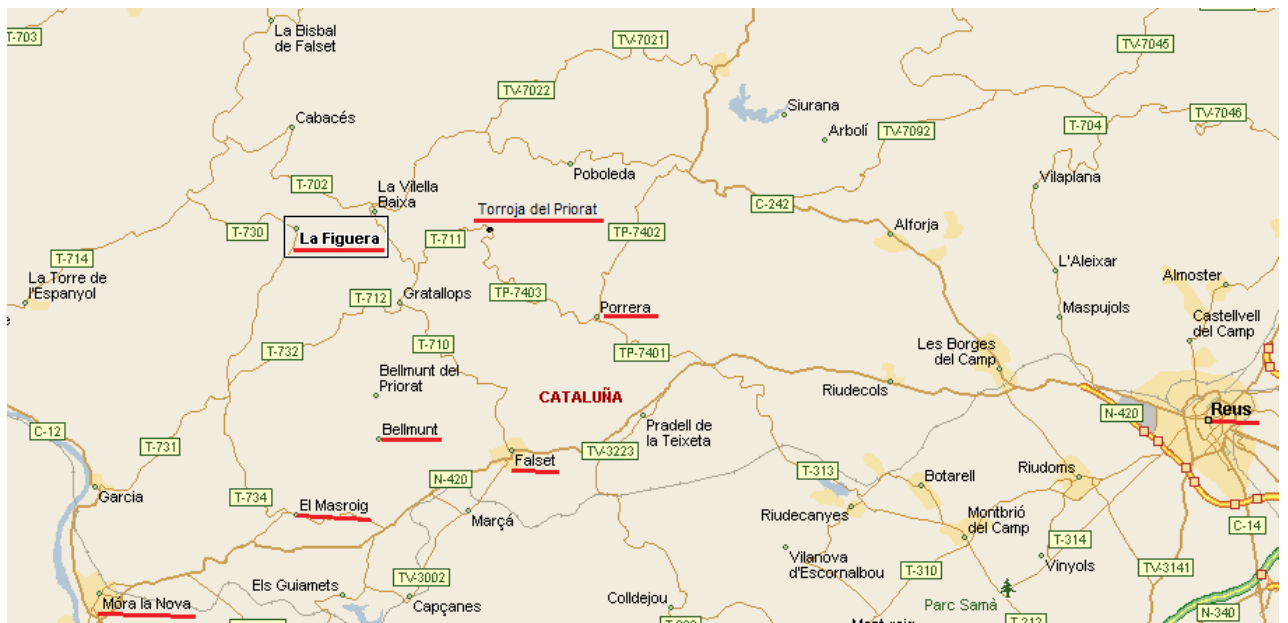 T-703
La Bisbal
de Falset
TV-7021
TV-7045
TV-7022
Siurana
TV-7046
Cabacés
Arbolí
TV-7092
T-704
Poboleda
Vilaplana
T-702
La Vilella
Baixa
Torroja del Priorat
C-242
T-730
La Figuera
T-711
TP-7402
Alforja
T-714
La Torre de
l'Espanyol
L'Aleixar
Almoster
T-712
Gratallops
TP-7403
Porrera
Maspujols
Castellvell
del Camp
T-732
T-710
TP-7401
Les Borges
del Camp
Bellmunt del
Priorat
Riudecols
CATALUÑA
N-420
Reus
C-12
Bellmunt
Pradell de
la Teixeta
T-731
Falset
TV-3223
T-313
Botarell
Riudoms
N-420
Garcia
T-734
El Masroig
Marçá
Riudecanyes
Montbrió
del Camp
C-14
T-314
Vilanova
d'Escornalbou
Vinyols
TV-3141
T-310
Els Guiamets
TV-3002
Capçanes
Colldejou
Parc Samà
Móra la Nova
N-340
T-312